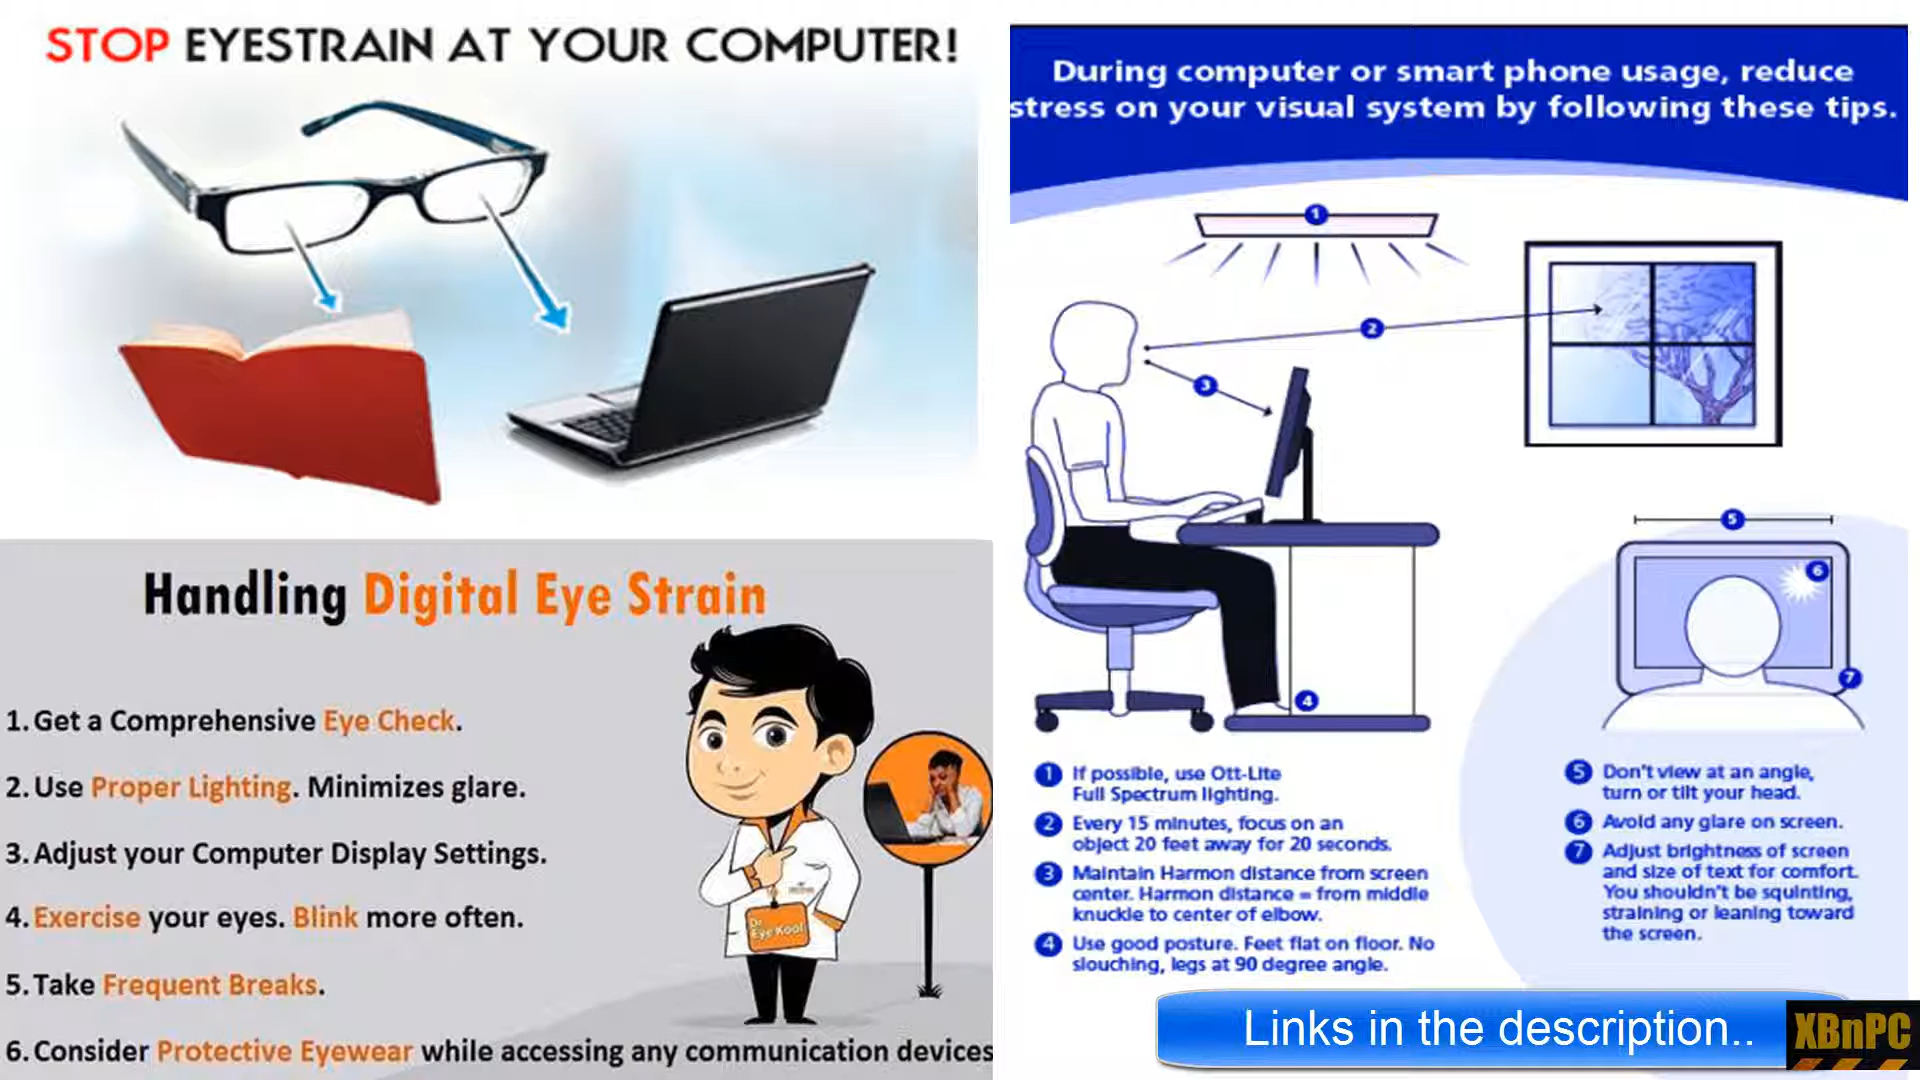 STOP EYESTRAIN AT YOUR COMPUTER!
Handling Digital Eye Strain
1. Get a Comprehensive Eye Check.
2. Use Proper Lighting. Minimizes glare.
3. Adjust your Computer Display Settings.
4. Exercise your eyes. Blink more often.
5. Take Frequent Breaks.
6. Consider Protective Eyewear while accessing any communication devices
Dr
Eye Kool
During computer or smart phone usage, reduce
stress on your visual system by following these tips.
1
2
3
4
5
6
7
1 If possible, use Ott-Lite
Full Spectrum lighting.
2 Every 15 minutes, focus on an
object 20 feet away for 20 seconds.
3 Maintain Harmon distance from screen
center. Harmon distance = from middle
knuckle to center of elbow.
4 Use good posture. Feet flat on floor. No
slouching, legs at 90 degree angle.
5 Don't view at an angle,
turn or tilt your head.
6 Avoid any glare on screen.
7 Adjust brightness of screen
and size of text for comfort.
You shouldn't be squinting,
straining or leaning toward
the screen.
Links in the description..
XBnPC